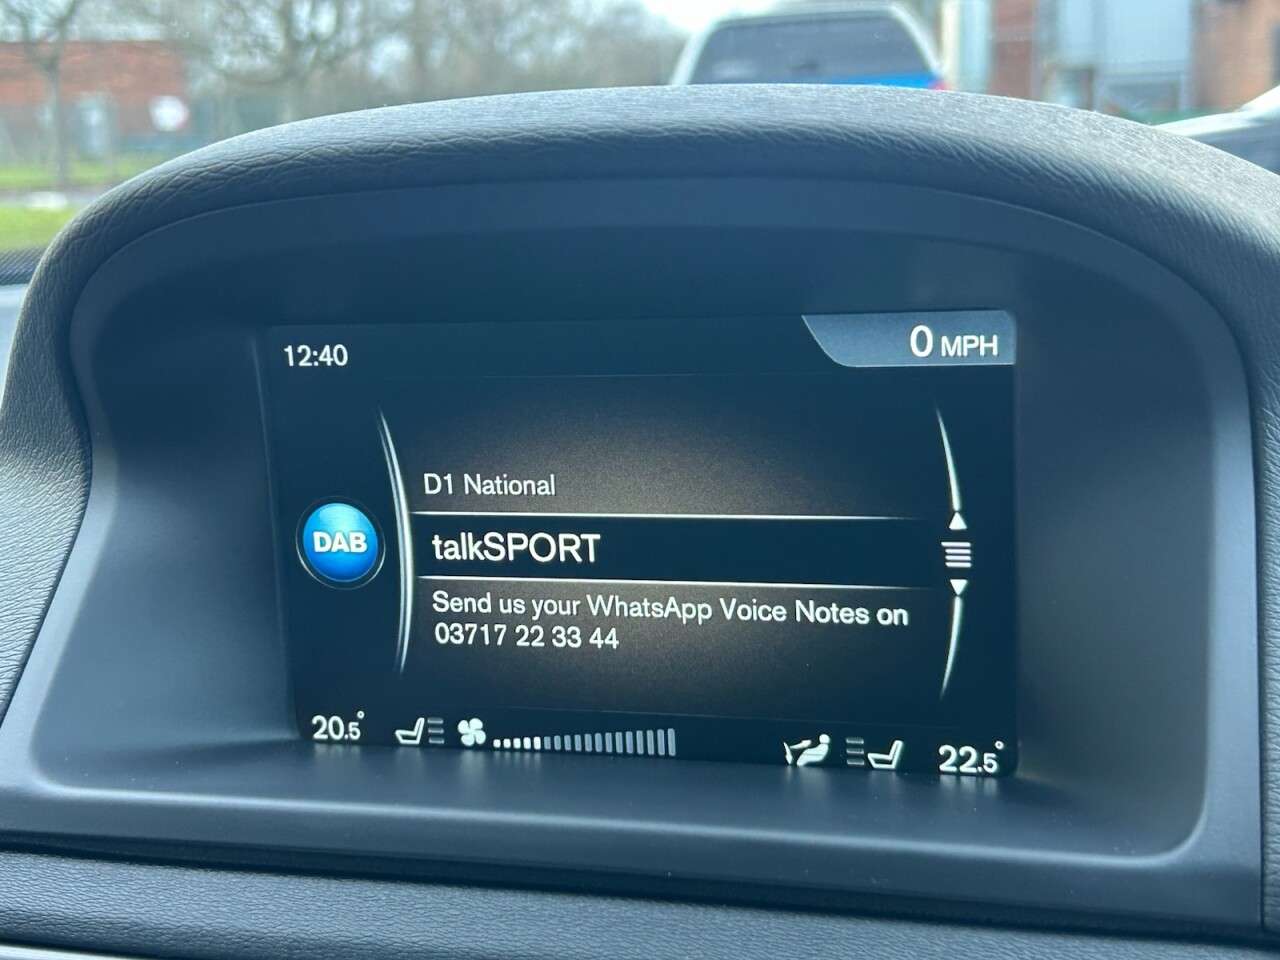 12:40
0 MPH
D1 National
DAB
talkSPORT
Send us your WhatsApp Voice Notes on
03717 22 33 44
20.5°
22.5°